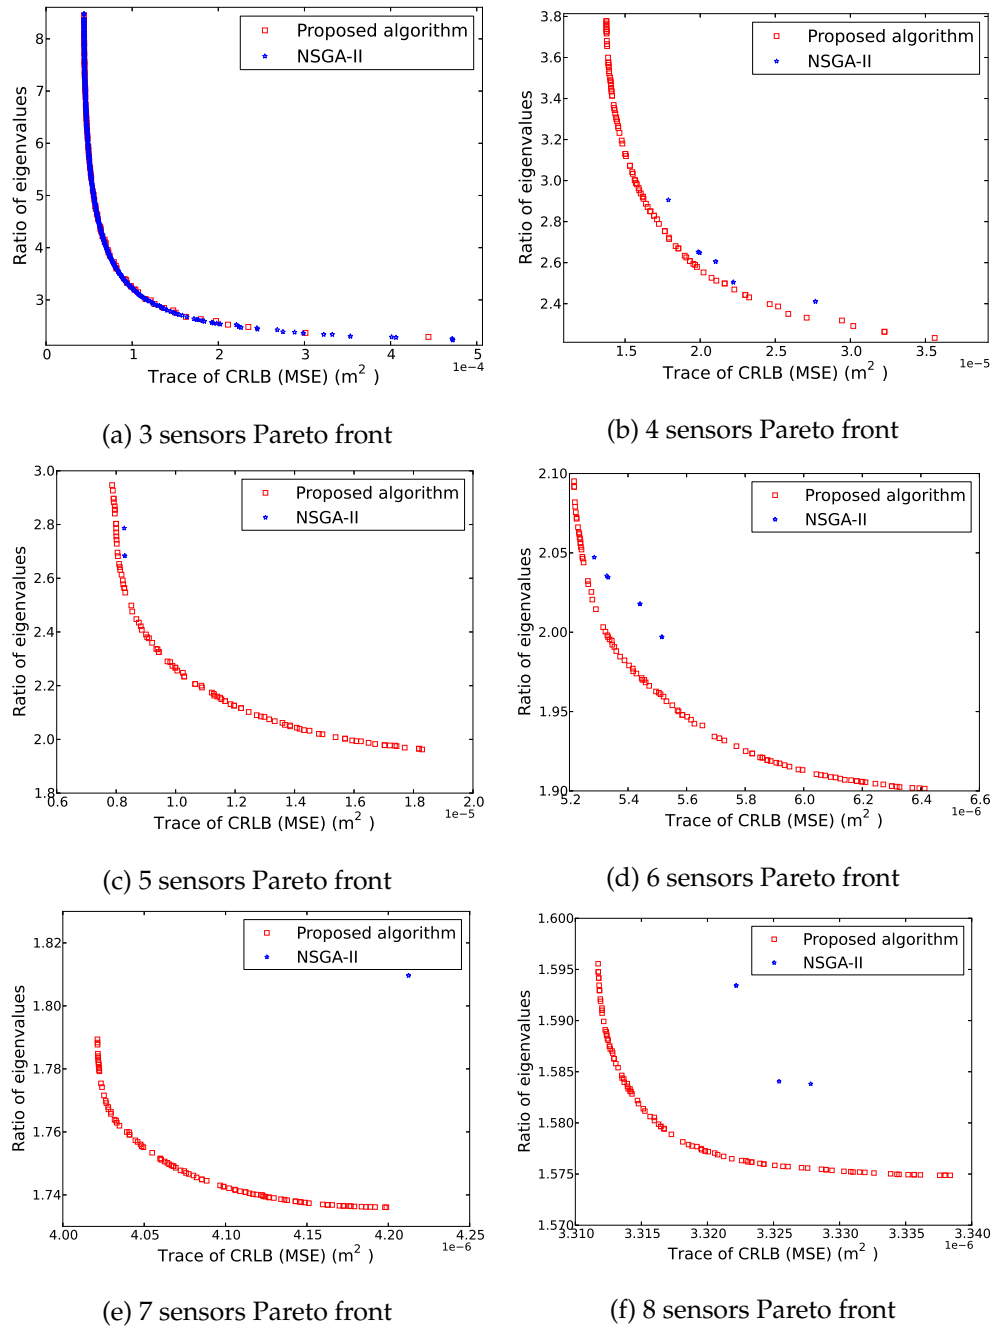 Proposed algorithm
NSGA-II
Ratio of eigenvalues
8
7
6
5
4
3
0 1 2 3 4 5
1e-4
Trace of CRLB (MSE) (m2 )
(a) 3 sensors Pareto front
Proposed algorithm
NSGA-II
Ratio of eigenvalues
3.8
3.6
3.4
3.2
3.0
2.8
2.6
2.4
1.5 2.0 2.5 3.0 3.5
1e-5
Trace of CRLB (MSE) (m2 )
(b) 4 sensors Pareto front
Proposed algorithm
NSGA-II
Ratio of eigenvalues
3.0
2.8
2.6
2.4
2.2
2.0
1.8
0.6 0.8 1.0 1.2 1.4 1.6 1.8 2.0
1e-5
Trace of CRLB (MSE) (m2 )
(c) 5 sensors Pareto front
Proposed algorithm
NSGA-II
Ratio of eigenvalues
2.10
2.05
2.00
1.95
1.90
5.2 5.4 5.6 5.8 6.0 6.2 6.4 6.6
1e-6
Trace of CRLB (MSE) (m2 )
(d) 6 sensors Pareto front
Proposed algorithm
NSGA-II
Ratio of eigenvalues
1.82
1.80
1.78
1.76
1.74
4.00 4.05 4.10 4.15 4.20 4.25
1e-6
Trace of CRLB (MSE) (m2 )
(e) 7 sensors Pareto front
Proposed algorithm
NSGA-II
Ratio of eigenvalues
1.600
1.595
1.590
1.585
1.580
1.575
1.570
3.310 3.315 3.320 3.325 3.330 3.335 3.340
1e-6
Trace of CRLB (MSE) (m2 )
(f) 8 sensors Pareto front